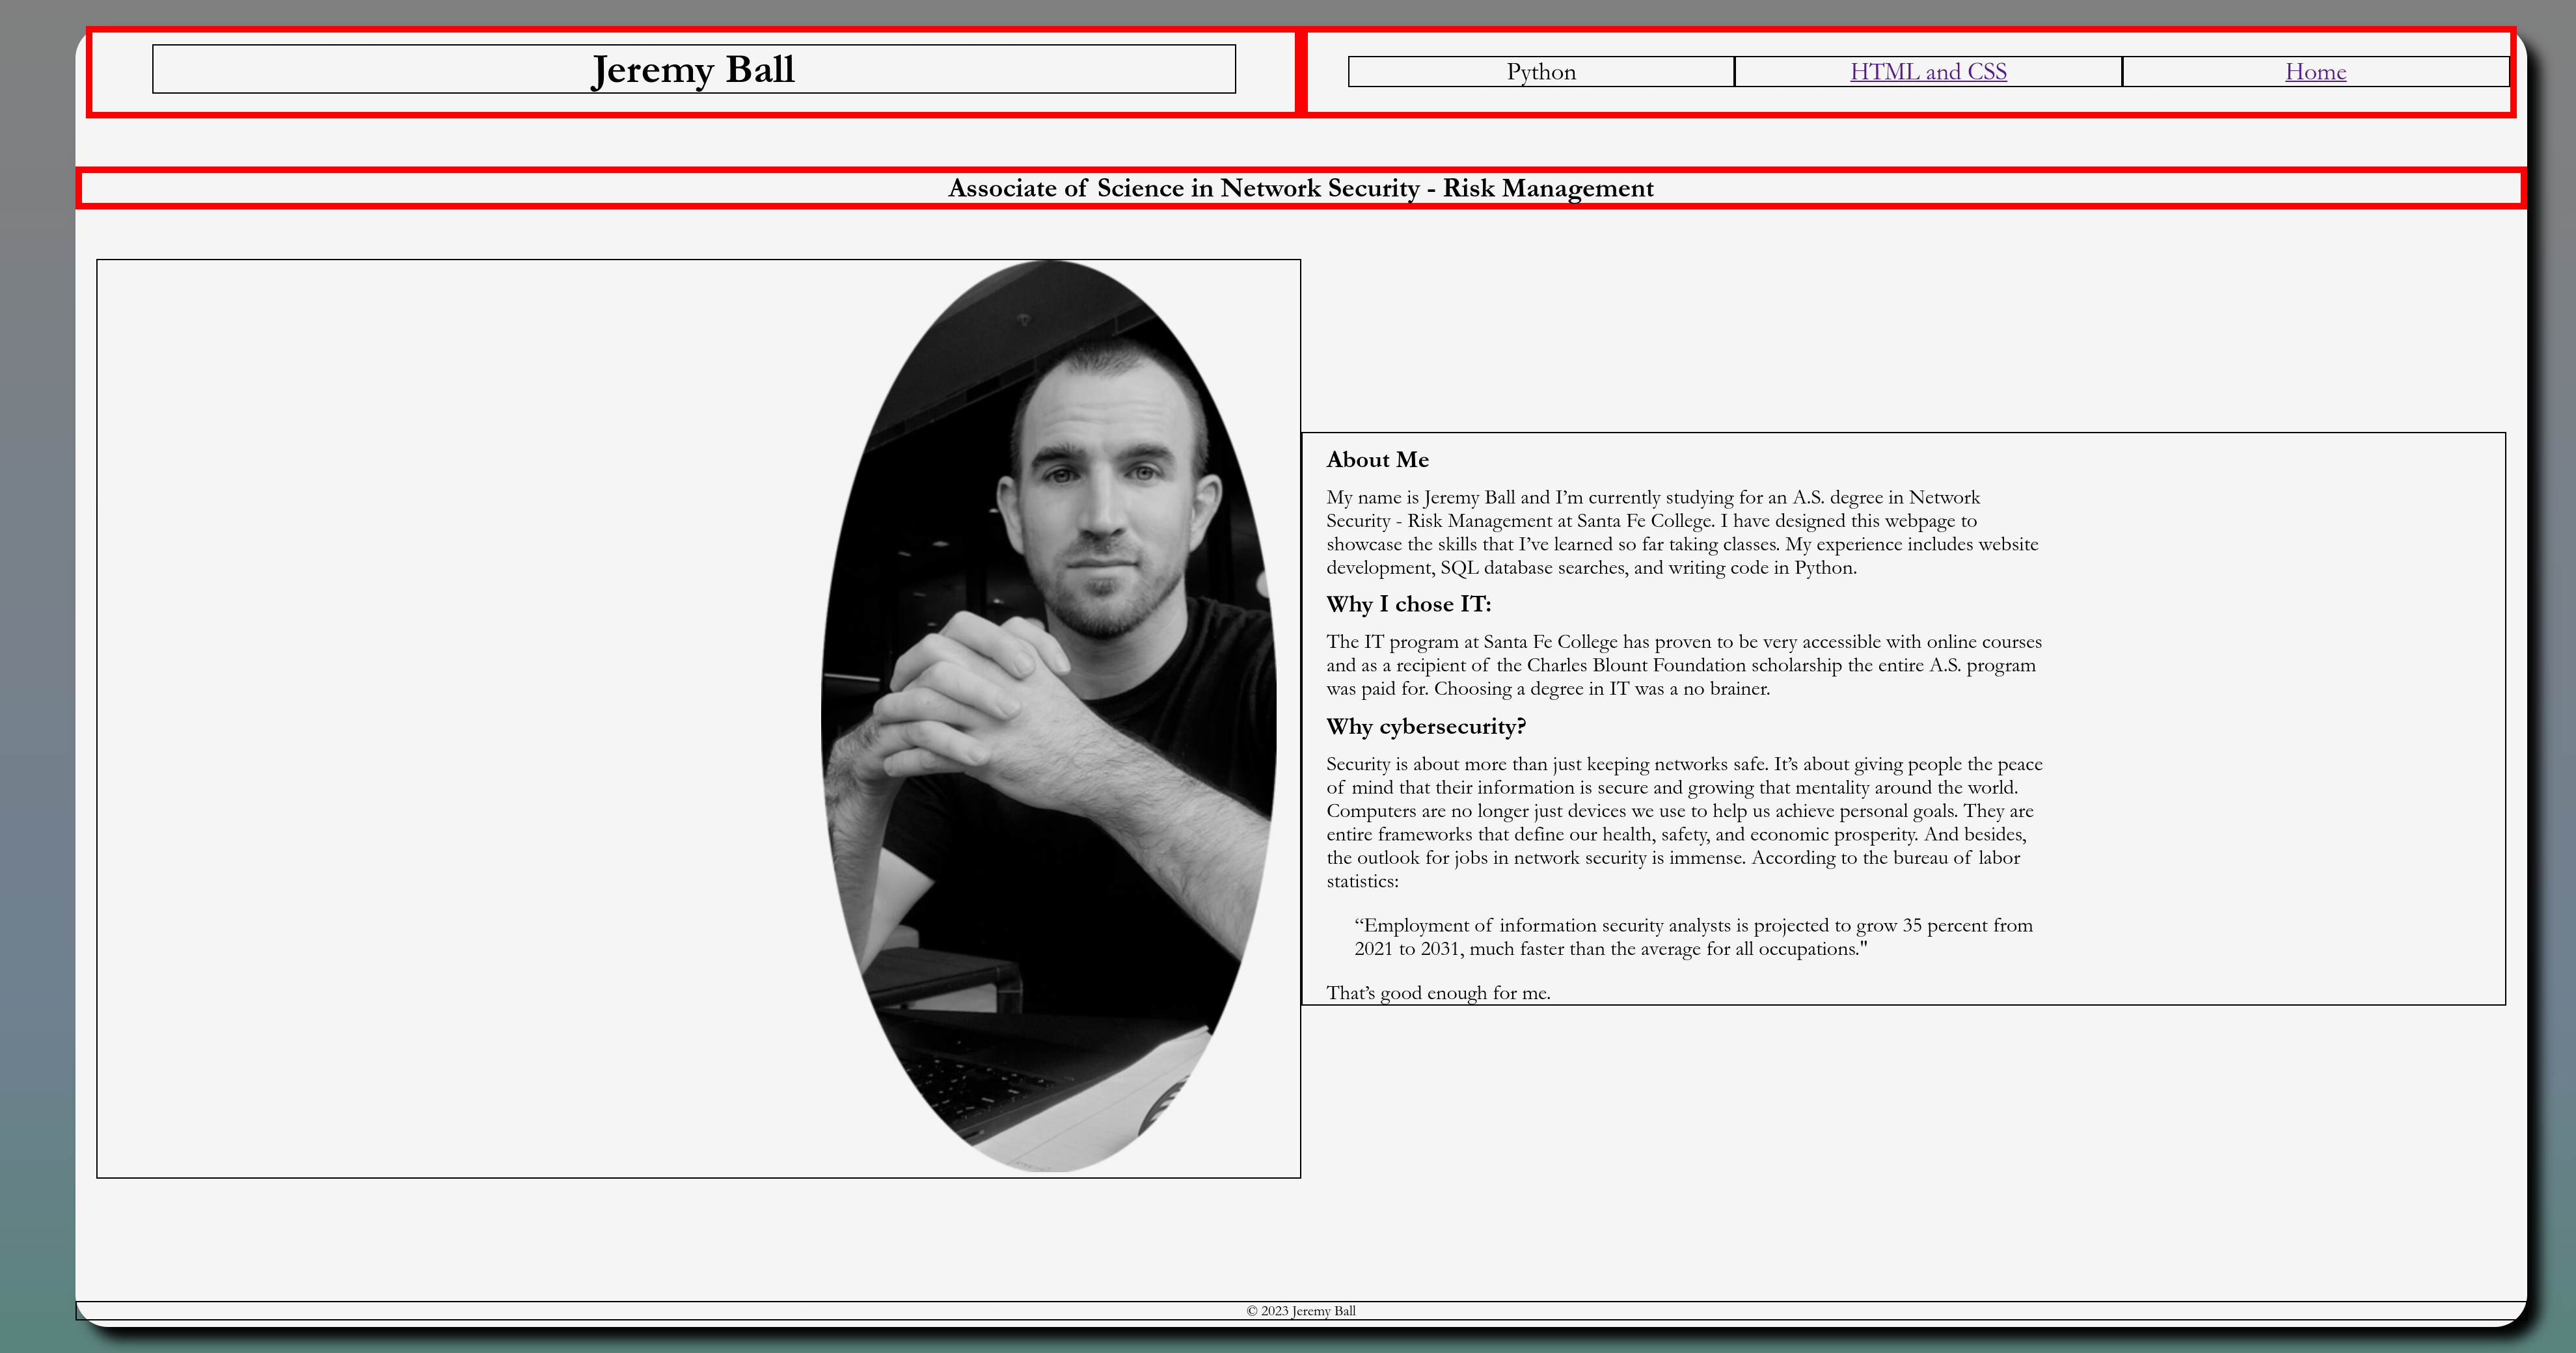 Jeremy Ball
Python
HTML and CSS
Home
Associate of Science in Network Security - Risk Management
About Me
My name is Jeremy Ball and I’m currently studying for an A.S. degree in Network
Security - Risk Management at Santa Fe College. I have designed this webpage to
showcase the skills that I’ve learned so far taking classes. My experience includes website
development, SQL database searches, and writing code in Python.
Why I chose IT:
The IT program at Santa Fe College has proven to be very accessible with online courses
and as a recipient of the Charles Blount Foundation scholarship the entire A.S. program
was paid for. Choosing a degree in IT was a no brainer.
Why cybersecurity?
Security is about more than just keeping networks safe. It’s about giving people the peace
of mind that their information is secure and growing that mentality around the world.
Computers are no longer just devices we use to help us achieve personal goals. They are
entire frameworks that define our health, safety, and economic prosperity. And besides,
the outlook for jobs in network security is immense. According to the bureau of labor
statistics:
“Employment of information security analysts is projected to grow 35 percent from
2021 to 2031, much faster than the average for all occupations."
That’s good enough for me.
© 2023 Jeremy Ball